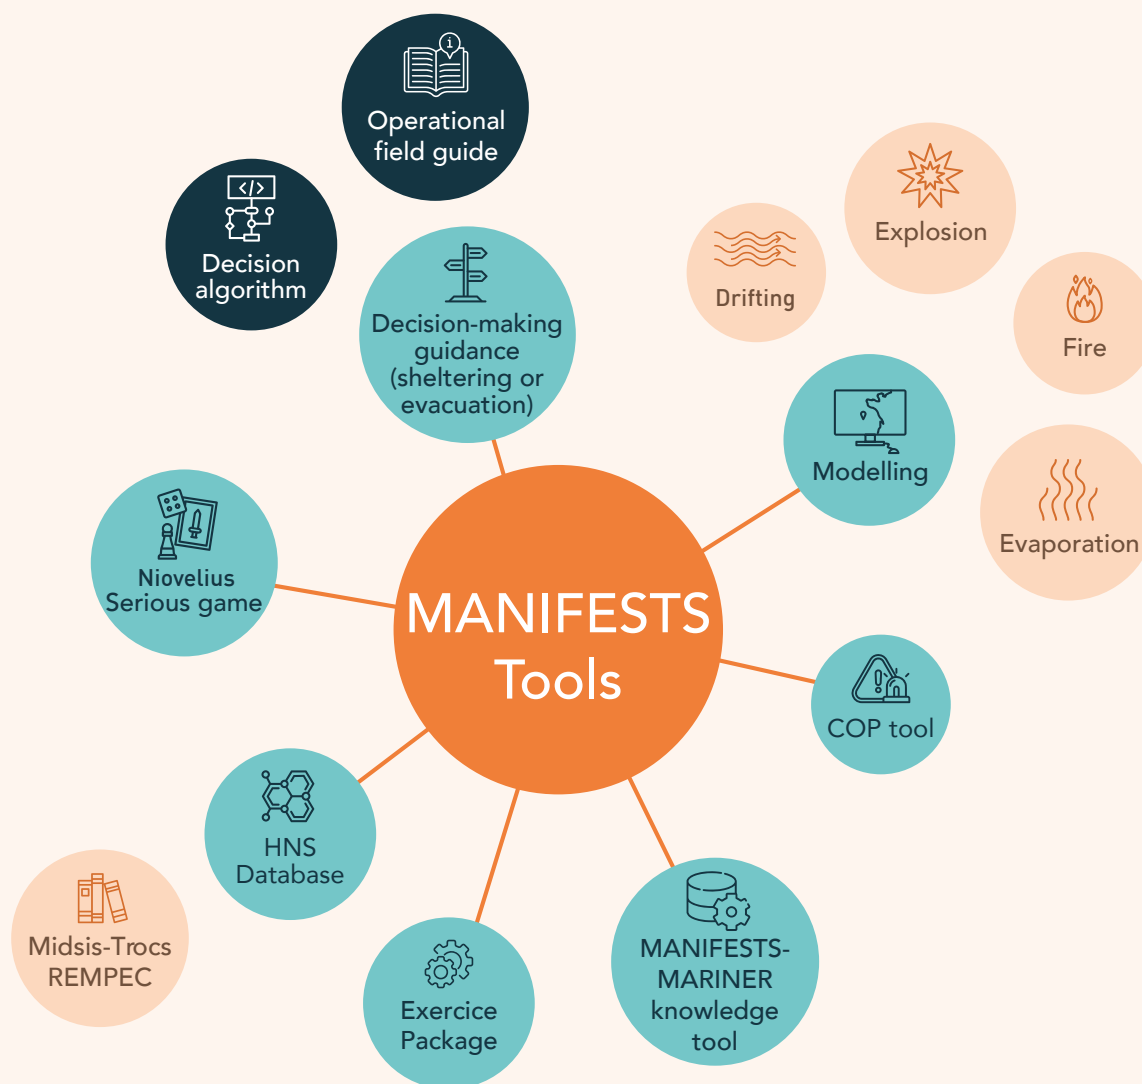 Operational
field guide
Decision
algorithm
Decision-making
guidance
(sheltering or
evacuation)
Explosion
Drifting
Fire
Modelling
Evaporation
Niovelius
Serious game
MANIFESTS
Tools
COP tool
HNS
Database
Midsis-Trocs
REMPEC
Exercice
Package
MANIFESTS-
MARINER
knowledge
tool